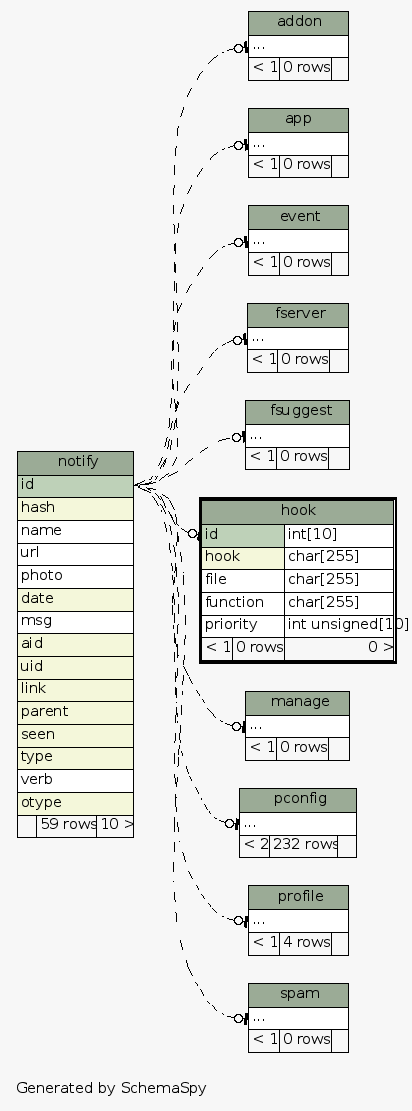 addon
...
< 1 0 rows
app
...
< 1 0 rows
event
...
< 1 0 rows
fserver
...
< 1 0 rows
fsuggest
...
< 1 0 rows
notify
id
hash
name
url
photo
date
msg
aid
uid
link
parent
seen
type
verb
otype
59 rows 10 >
hook
id int[10]
hook char[255]
file char[255]
function char[255]
priority int unsigned[10]
< 1 0 rows 0 >
manage
...
< 1 0 rows
pconfig
...
< 2 232 rows
profile
...
< 1 4 rows
spam
...
< 1 0 rows
Generated by SchemaSpy